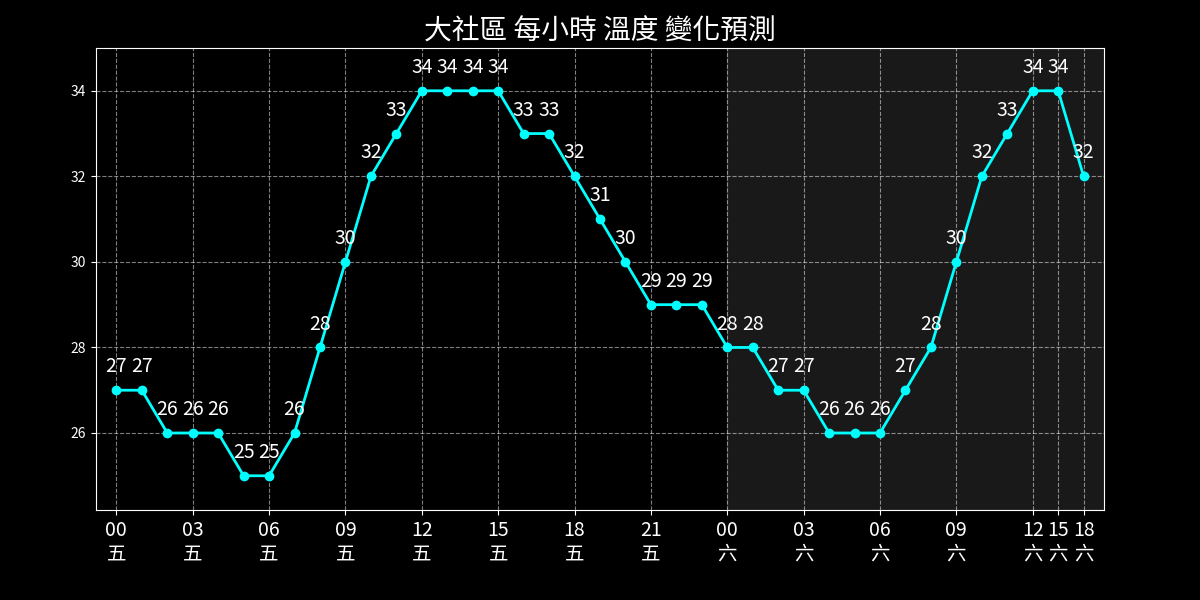 大社區 每小時 溫度 變化預測
34 34 34 34 34 34
33 33 33 33
32 32 32 32
31
30 30 30
29 29 29
28 28 28 28
27 27 27 27 27
26 26 26 26 26 26 26
25 25
34
32
30
28
26
00 03 06 09 12 15 18 21 00 03 06 09 12 15 18
五 五 五 五 五 五 五 五 六 六 六 六 六 六 六